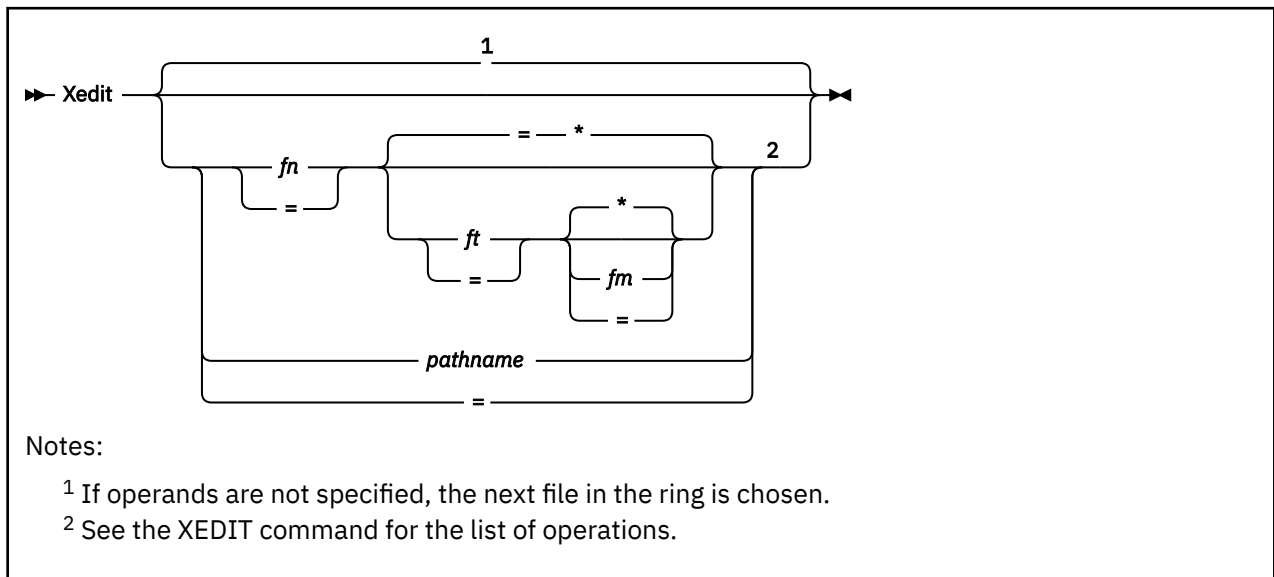 1
Xedit
= *
2
fn
=
*
ft
=
fm
=
pathname
=
Notes:
1 If operands are not specified, the next file in the ring is chosen.
2 See the XEDIT command for the list of operations.